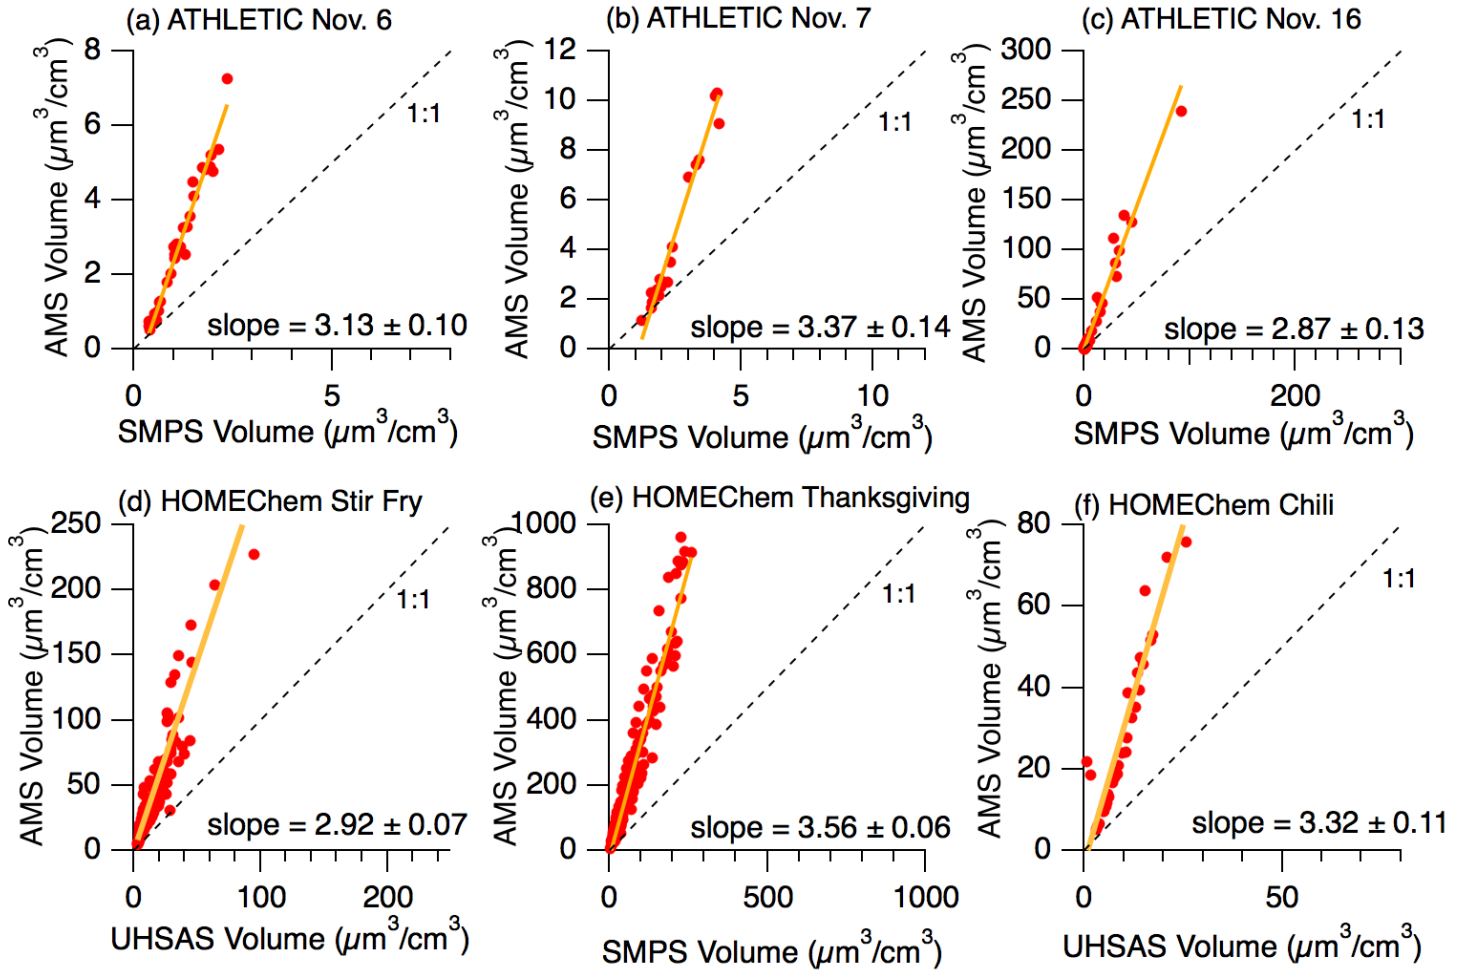 (a) ATHLETIC Nov. 6
AMS Volume (µm³/cm³)
8
6
4
2
0
1:1
slope = 3.13 ± 0.10
0 5
SMPS Volume (µm³/cm³)
(b) ATHLETIC Nov. 7
AMS Volume (µm³/cm³)
12
10
8
6
4
2
0
1:1
slope = 3.37 ± 0.14
0 5 10
SMPS Volume (µm³/cm³)
(c) ATHLETIC Nov. 16
AMS Volume (µm³/cm³)
300
250
200
150
100
50
0
1:1
slope = 2.87 ± 0.13
0 200
SMPS Volume (µm³/cm³)
(d) HOMEChem Stir Fry
AMS Volume (µm³/cm³)
250
200
150
100
50
0
1:1
slope = 2.92 ± 0.07
0 100 200
UHSAS Volume (µm³/cm³)
(e) HOMEChem Thanksgiving
AMS Volume (µm³/cm³)
1000
800
600
400
200
0
1:1
slope = 3.56 ± 0.06
0 500 1000
SMPS Volume (µm³/cm³)
(f) HOMEChem Chili
AMS Volume (µm³/cm³)
80
60
40
20
0
1:1
slope = 3.32 ± 0.11
0 50
UHSAS Volume (µm³/cm³)